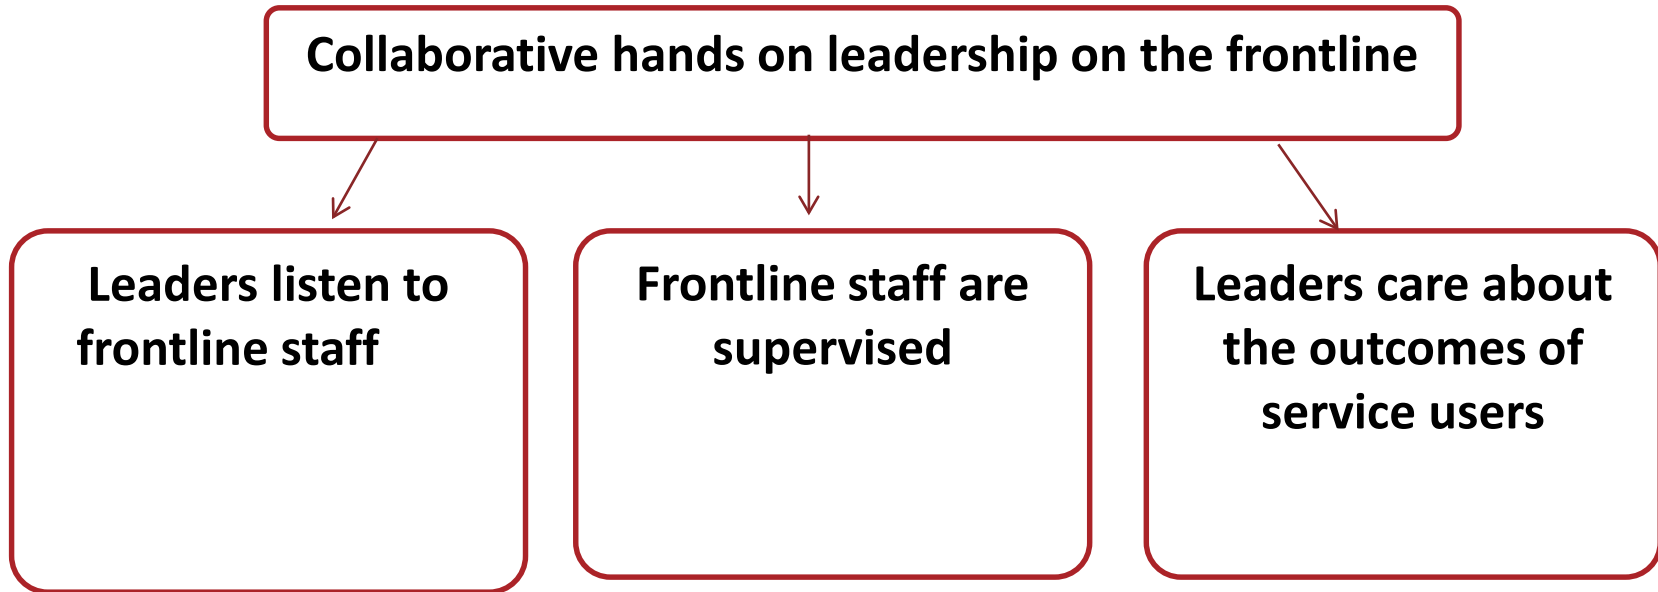 Collaborative hands on leadership on the frontline
Leaders listen to
frontline staff
Frontline staff are
supervised
Leaders care about
the outcomes of
service users